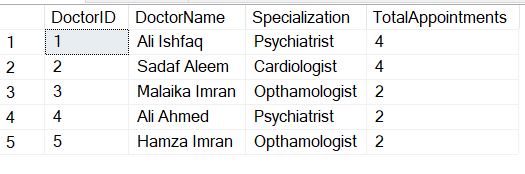 DoctorID DoctorName Specialization TotalAppointments
1 1 Ali Ishfaq Psychiatrist 4
2 2 Sadaf Aleem Cardiologist 4
3 3 Malaika Imran Opthamologist 2
4 4 Ali Ahmed Psychiatrist 2
5 5 Hamza Imran Opthamologist 2